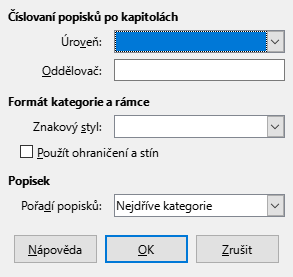 Číslovaní popisků po kapitolách
Úroveň:
Oddělovač:
Formát kategorie a rámce
Znakový styl:
Použít ohraničení a stín
Popisek
Pořadí popisků: Nejdříve kategorie
Nápověda OK Zrušit